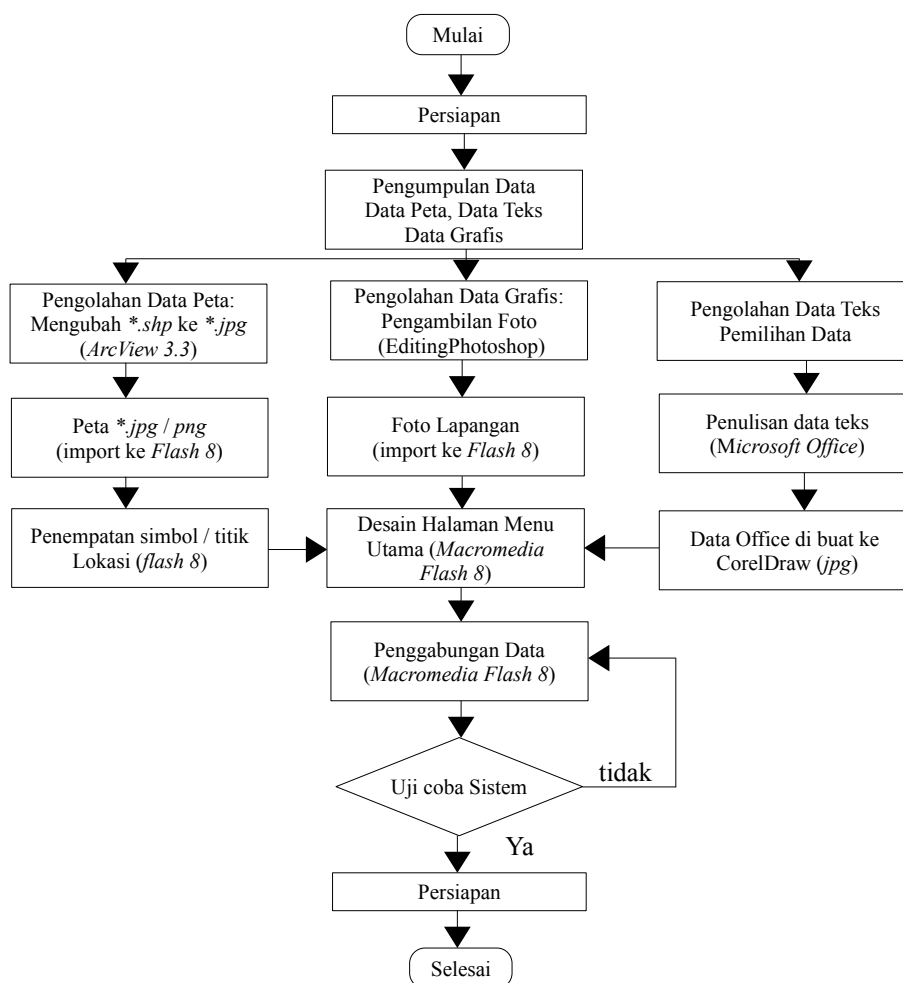 Mulai
Persiapan
Pengumpulan Data
Data Peta, Data Teks
Data Grafis
Pengolahan Data Peta:
Mengubah *.shp ke *.jpg
(ArcView 3.3)
Pengolahan Data Grafis:
Pengambilan Foto
(EditingPhotoshop)
Pengolahan Data Teks
Pemilihan Data
Peta *.jpg / png
(import ke Flash 8)
Foto Lapangan
(import ke Flash 8)
Penulisan data teks
(Microsoft Office)
Penempatan simbol / titik
Lokasi (flash 8)
Desain Halaman Menu
Utama (Macromedia
Flash 8)
Data Office di buat ke
CorelDraw (jpg)
Penggabungan Data
(Macromedia Flash 8)
Uji coba Sistem
tidak
Ya
Persiapan
Selesai